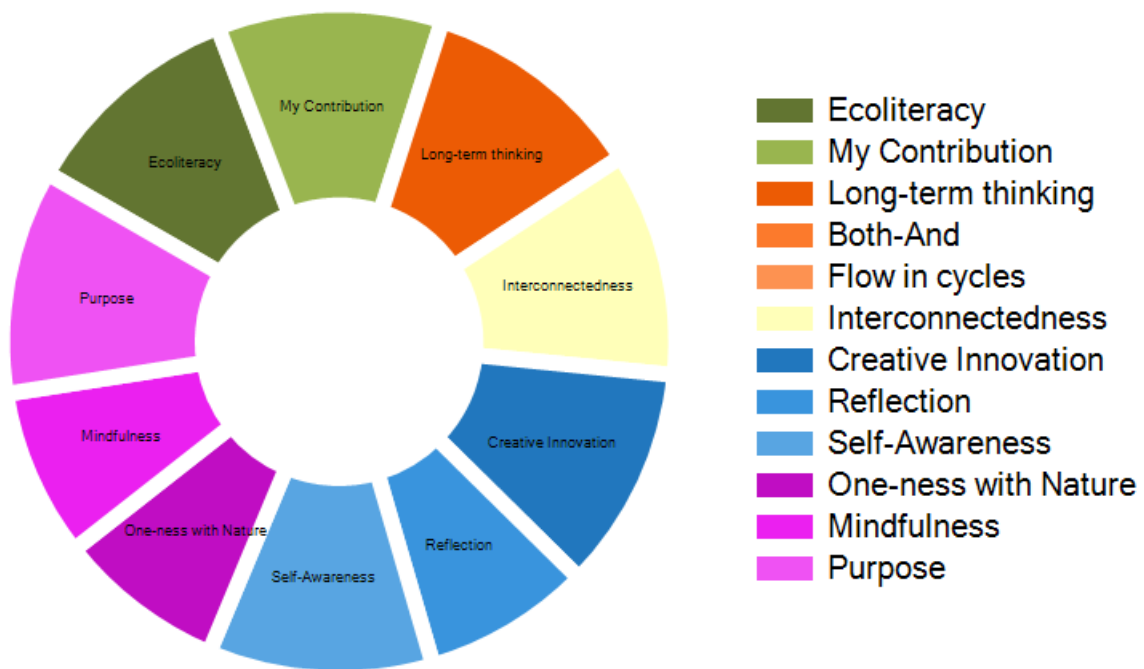 My Contribution
Long-term thinking
Ecoliteracy
Interconnectedness
Purpose
Mindfulness
Creative Innovation
One-ness with Nature
Reflection
Self-Awareness
Ecoliteracy
My Contribution
Long-term thinking
Both-And
Flow in cycles
Interconnectedness
Creative Innovation
Reflection
Self-Awareness
One-ness with Nature
Mindfulness
Purpose